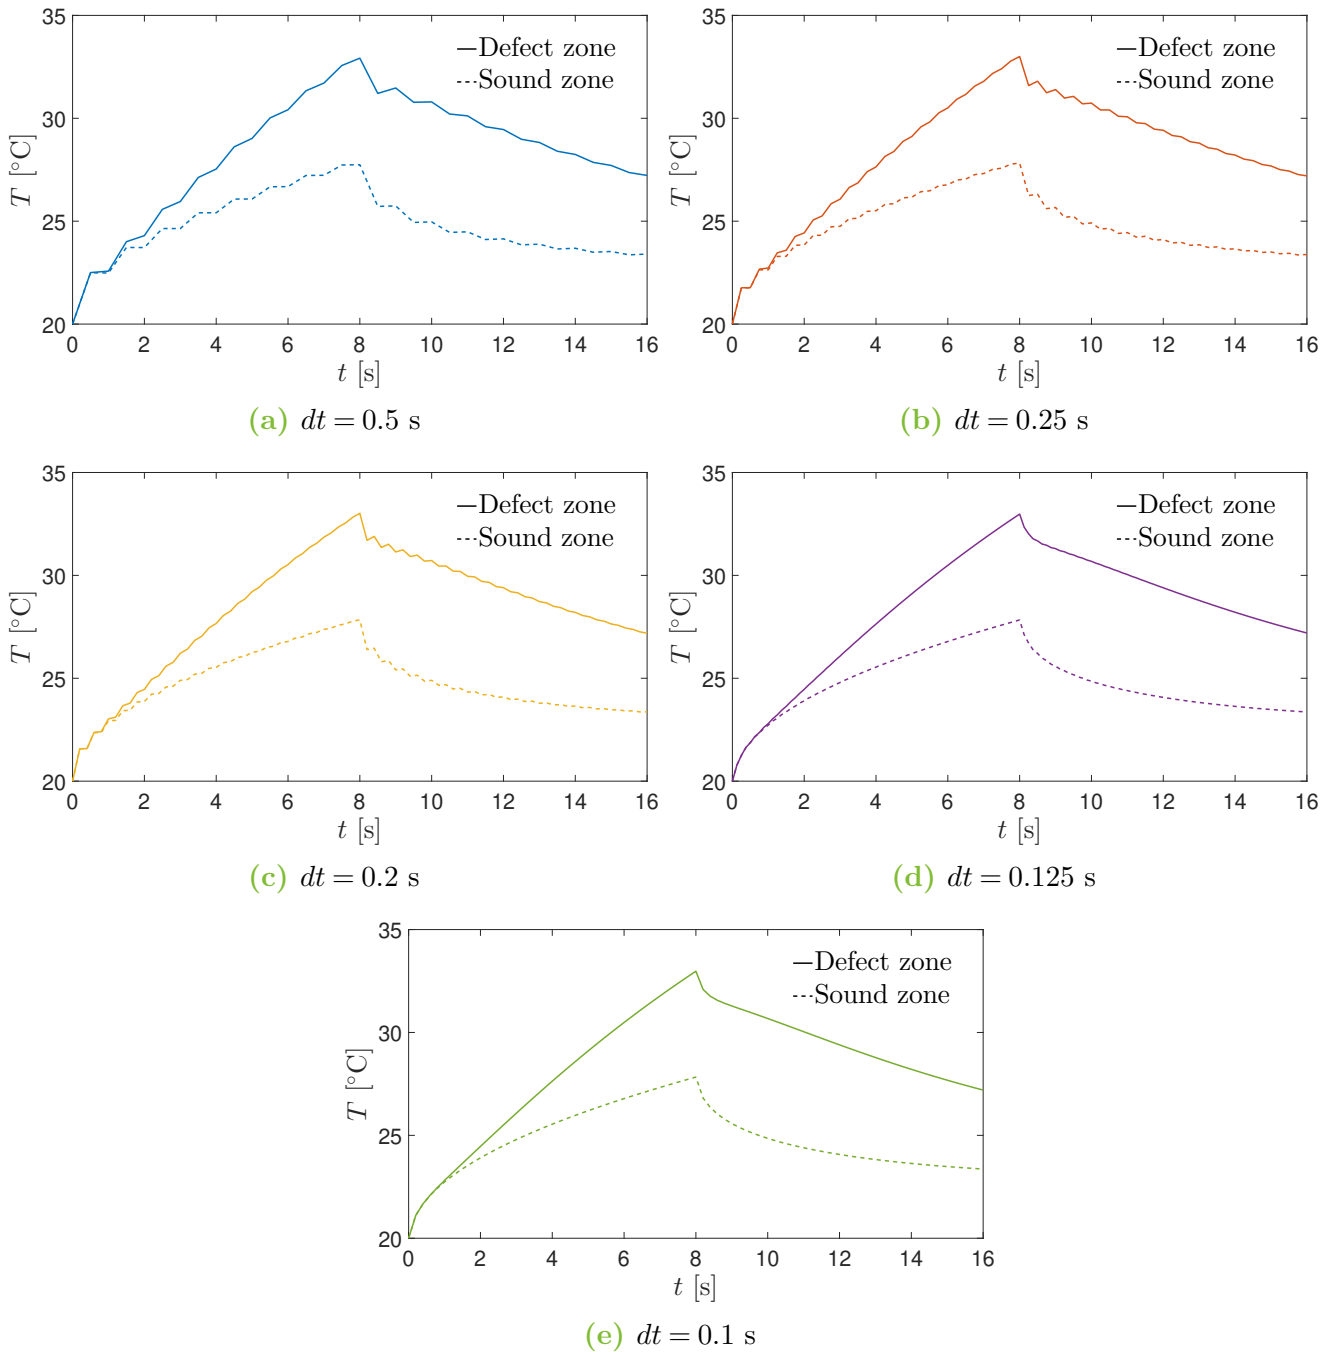 35
30
25
20
T [°C]
Defect zone
Sound zone
0 2 4 6 8 10 12 14 16
t [s]
(a) dt = 0.5 s
35
30
25
20
T [°C]
Defect zone
Sound zone
0 2 4 6 8 10 12 14 16
t [s]
(b) dt = 0.25 s
35
30
25
20
T [°C]
Defect zone
Sound zone
0 2 4 6 8 10 12 14 16
t [s]
(c) dt = 0.2 s
35
30
25
20
T [°C]
Defect zone
Sound zone
0 2 4 6 8 10 12 14 16
t [s]
(d) dt = 0.125 s
35
30
25
20
T [°C]
Defect zone
Sound zone
0 2 4 6 8 10 12 14 16
t [s]
(e) dt = 0.1 s